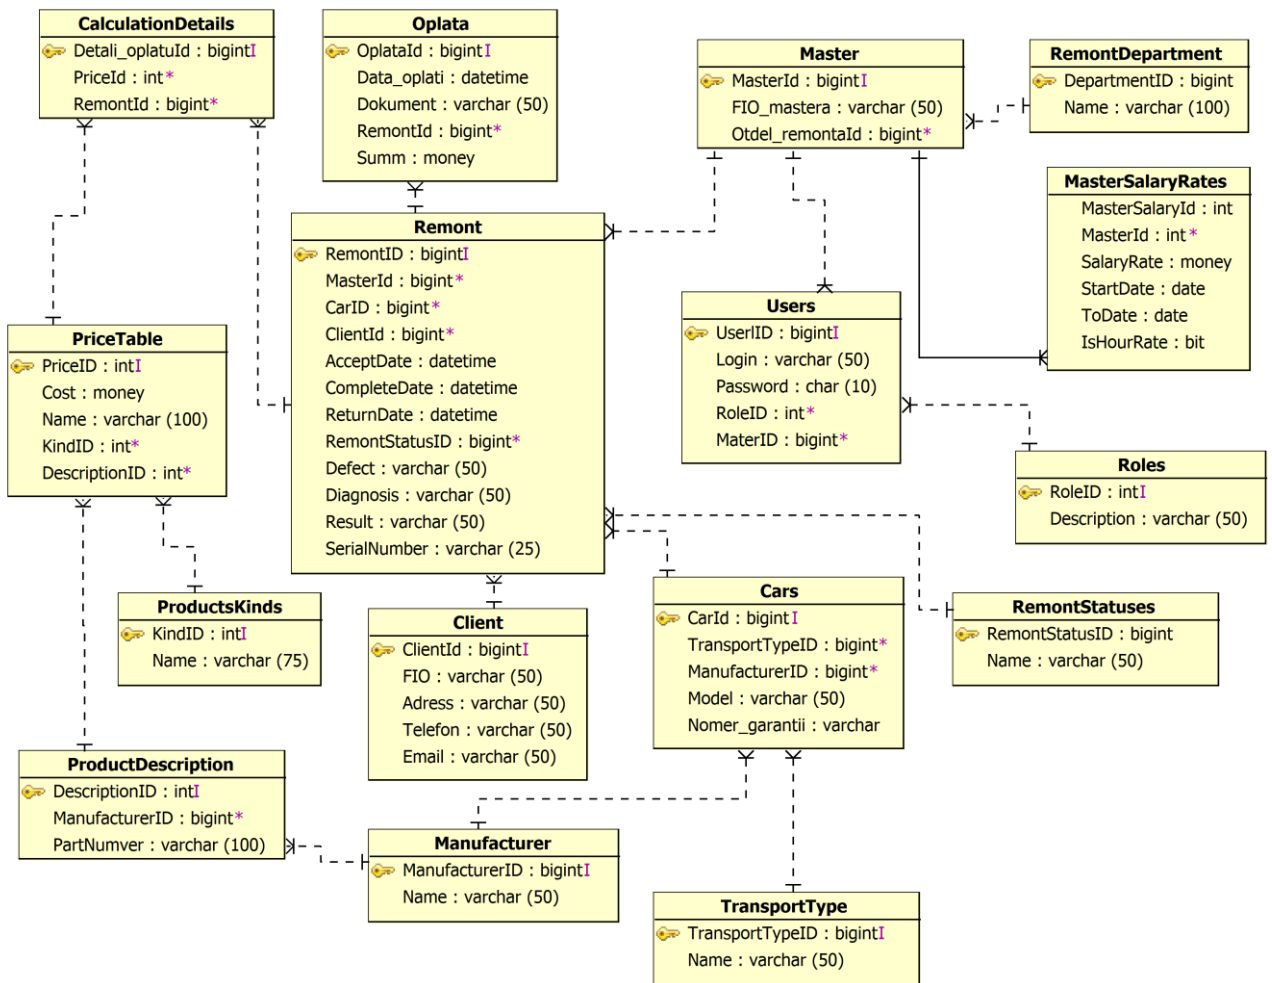 CalculationDetails
Detali_oplatuId : bigintI
PriceId : int*
RemontId : bigint*
Oplata
OplataId : bigintI
Data_oplati : datetime
Dokument : varchar (50)
RemontId : bigint*
Summ : money
Master
MasterId : bigintI
FIO_mastera : varchar (50)
Otdel_remontaId : bigint*
RemontDepartment
DepartmentID : bigint
Name : varchar (100)
MasterSalaryRates
MasterSalaryId : int
MasterId : int*
SalaryRate : money
StartDate : date
ToDate : date
IsHourRate : bit
Remont
RemontID : bigintI
MasterId : bigint*
CarID : bigint*
ClientId : bigint*
AcceptDate : datetime
CompleteDate : datetime
ReturnDate : datetime
RemontStatusID : bigint*
Defect : varchar (50)
Diagnosis : varchar (50)
Result : varchar (50)
SerialNumber : varchar (25)
Users
UserlID : bigintI
Login : varchar (50)
Password : char (10)
RoleID : int*
MaterID : bigint*
PriceTable
PriceID : intI
Cost : money
Name : varchar (100)
KindID : int*
DescriptionID : int*
Roles
RoleID : intI
Description : varchar (50)
ProductsKinds
KindID : intI
Name : varchar (75)
Client
ClientId : bigintI
FIO : varchar (50)
Adress : varchar (50)
Telefon : varchar (50)
Email : varchar (50)
Cars
CarId : bigintI
TransportTypeID : bigint*
ManufacturerID : bigint*
Model : varchar (50)
Nomer_garantii : varchar
RemontStatuses
RemontStatusID : bigint
Name : varchar (50)
ProductDescription
DescriptionID : intI
ManufacturerID : bigint*
PartNumver : varchar (100)
Manufacturer
ManufacturerID : bigintI
Name : varchar (50)
TransportType
TransportTypeID : bigintI
Name : varchar (50)